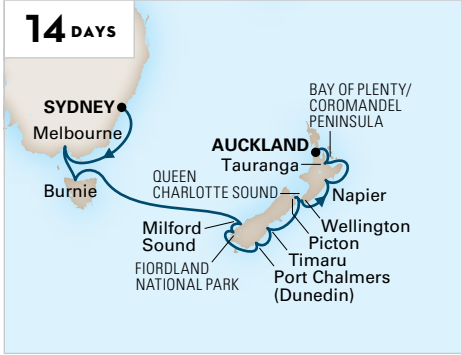 14 DAYS
SYDNEY
Melbourne
Burnie
BAY OF PLENTY/
COROMANDEL
PENINSULA
AUCKLAND
Tauranga
QUEEN
CHARLOTTE SOUND
Napier
Wellington
Picton
Milford
Sound
Timaru
FIORDLAND
NATIONAL PARK
Port Chalmers
(Dunedin)